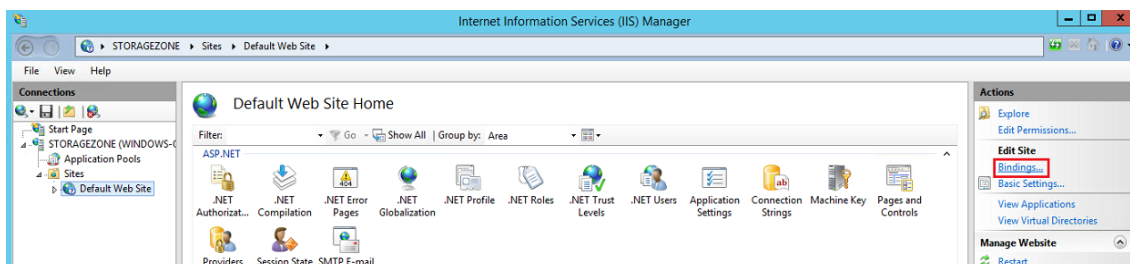 Internet Information Services (IIS) Manager
STORAGEZONE ▸ Sites ▸ Default Web Site ▸
File View Help
Connections
Start Page
STORAGEZONE (WINDOWS-
Application Pools
Sites
Default Web Site
Default Web Site Home
Filter: Go Show All Group by: Area
ASP.NET
.NET Authorizat...
.NET Compilation
.NET Error Pages
404
.NET Globalization
.NET Profile
.NET Roles
.NET Trust Levels
.NET Users
Application Settings
ab
Connection Strings
Machine Key
Pages and Controls
Providers
Session State
SMTP E-mail
Actions
Explore
Edit Permissions...
Edit Site
Bindings...
Basic Settings...
View Applications
View Virtual Directories
Manage Website
Restart